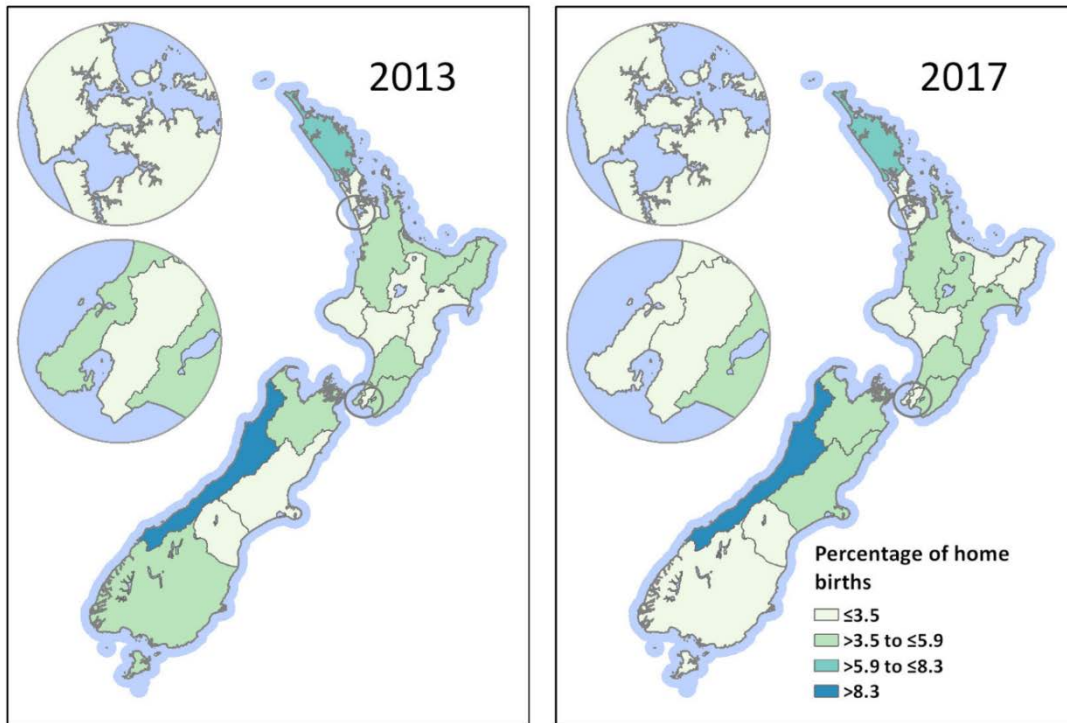 2013
2017
Percentage of home
births
≤3.5
>3.5 to ≤5.9
>5.9 to ≤8.3
>8.3